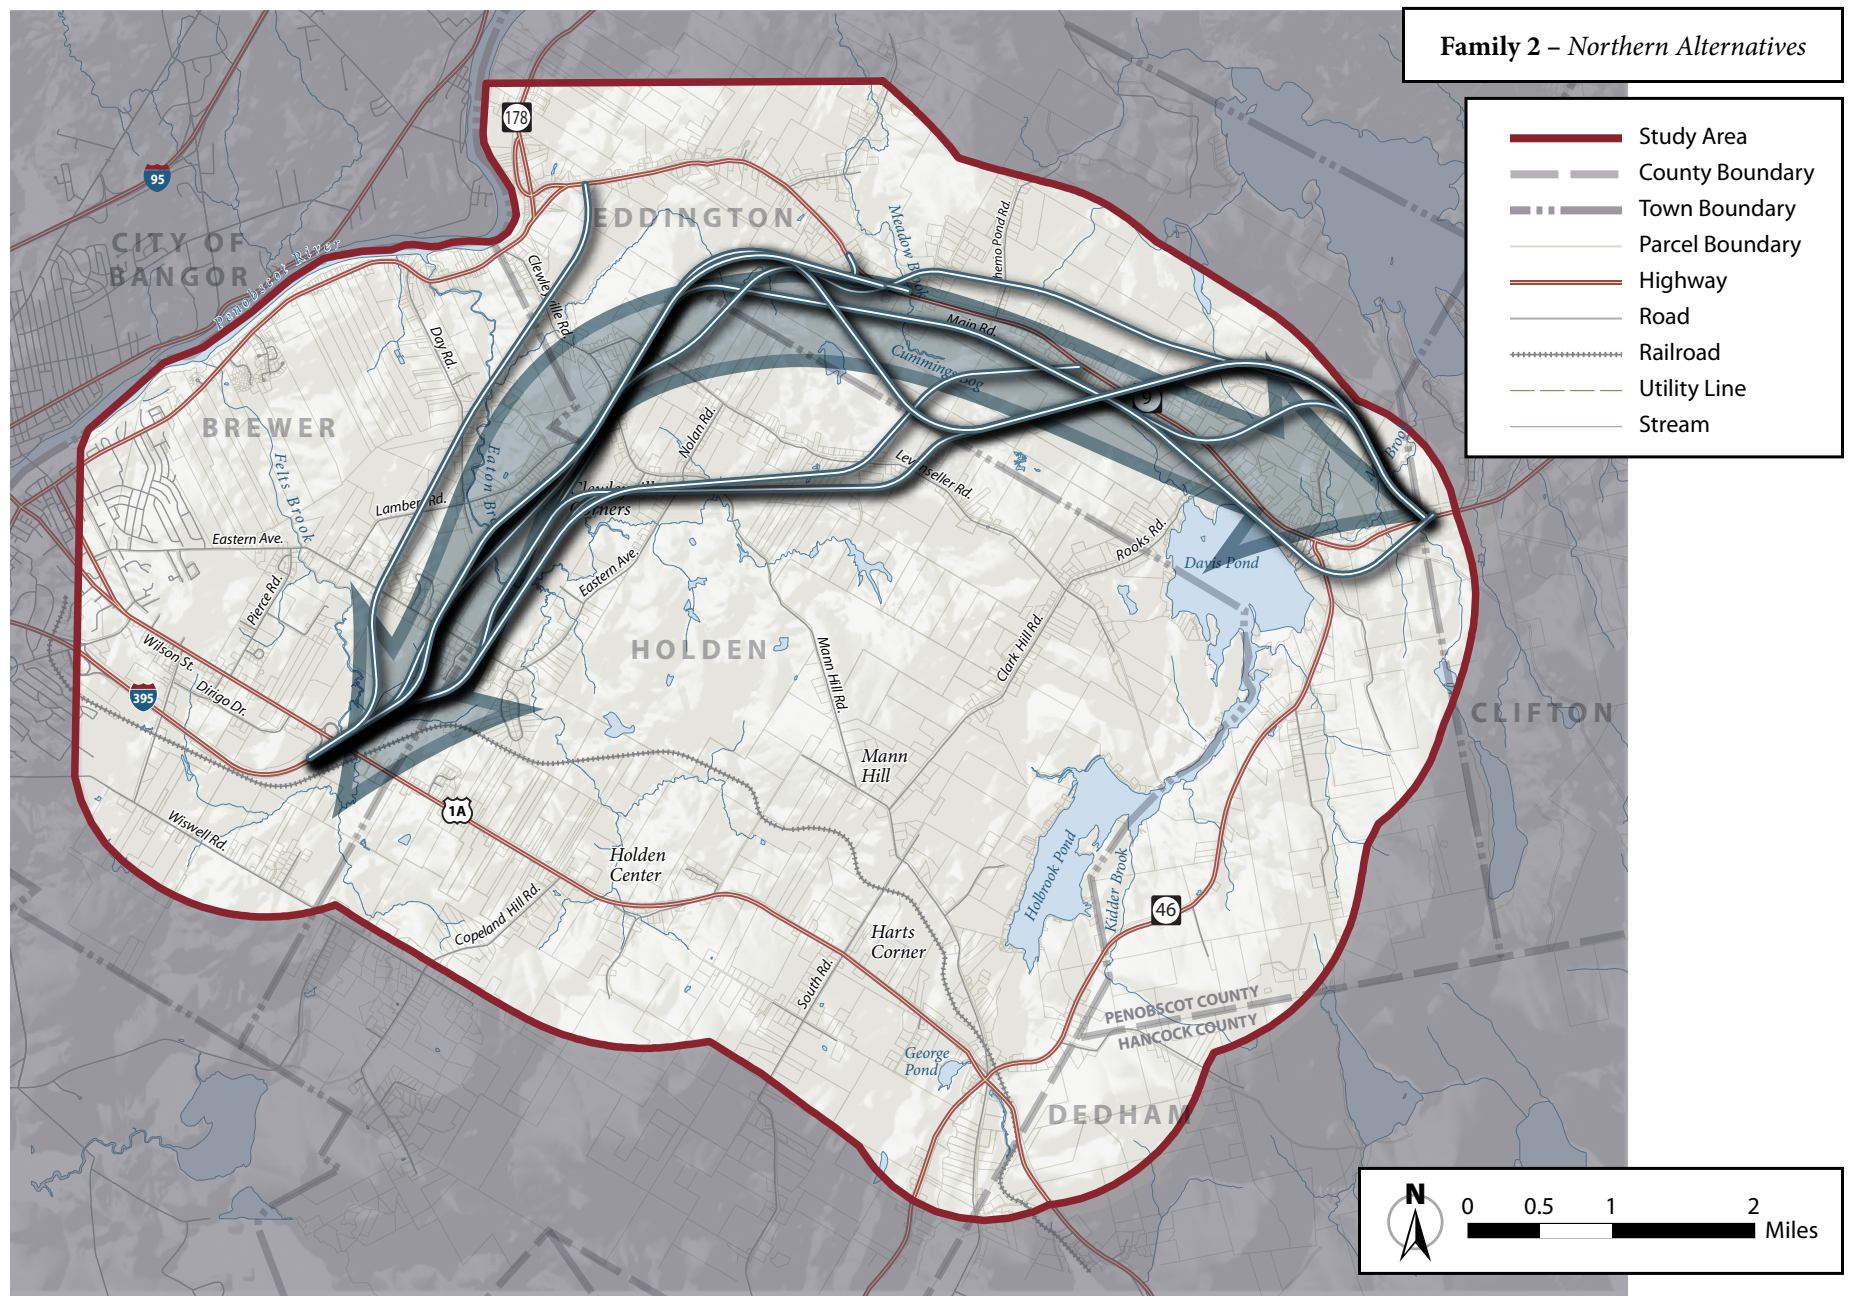 Family 2 – Northern Alternatives
Study Area
County Boundary
Town Boundary
Parcel Boundary
Highway
Road
Railroad
Utility Line
Stream
178
95
CITY OF
BANGOR
Penobscot River
EDDINGTON
Meadow
hemo Pond Rd.
Day Rd.
Main Rd.
Cummings Bog
9
BREWER
Felts Brook
Eaton
Nolan Rd.
Levenseller Rd.
Brook
Lambert Rd.
Eastern Ave.
Pierce Rd.
Eastern Ave.
Rooks Rd.
Davis Pond
Wilson St.
Dirigo Dr.
395
HOLDEN
Mann Hill Rd.
Clark Hill Rd.
CLIFTON
Mann
Hill
1A
Wiswell Rd.
Holden
Center
Holbrook Pond
Kidder Brook
46
Copeland Hill Rd.
Harts
Corner
South Rd.
PENOBSCOT COUNTY
HANCOCK COUNTY
George
Pond
DEDHAM
N
0 0.5 1 2
Miles